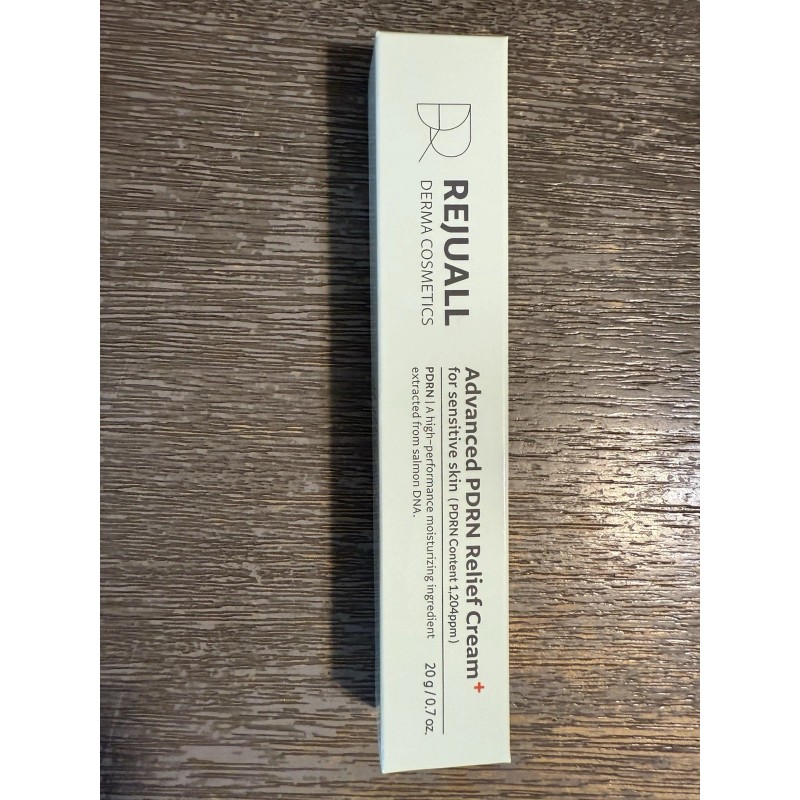 REJUALL
DERMA COSMETICS
Advanced PDRN Relief Cream+
for sensitive skin (PDRN Content 1,204ppm)
PDRN | A high-performance moisturizing ingredient
extracted from salmon DNA.
20 g / 0.7 oz.